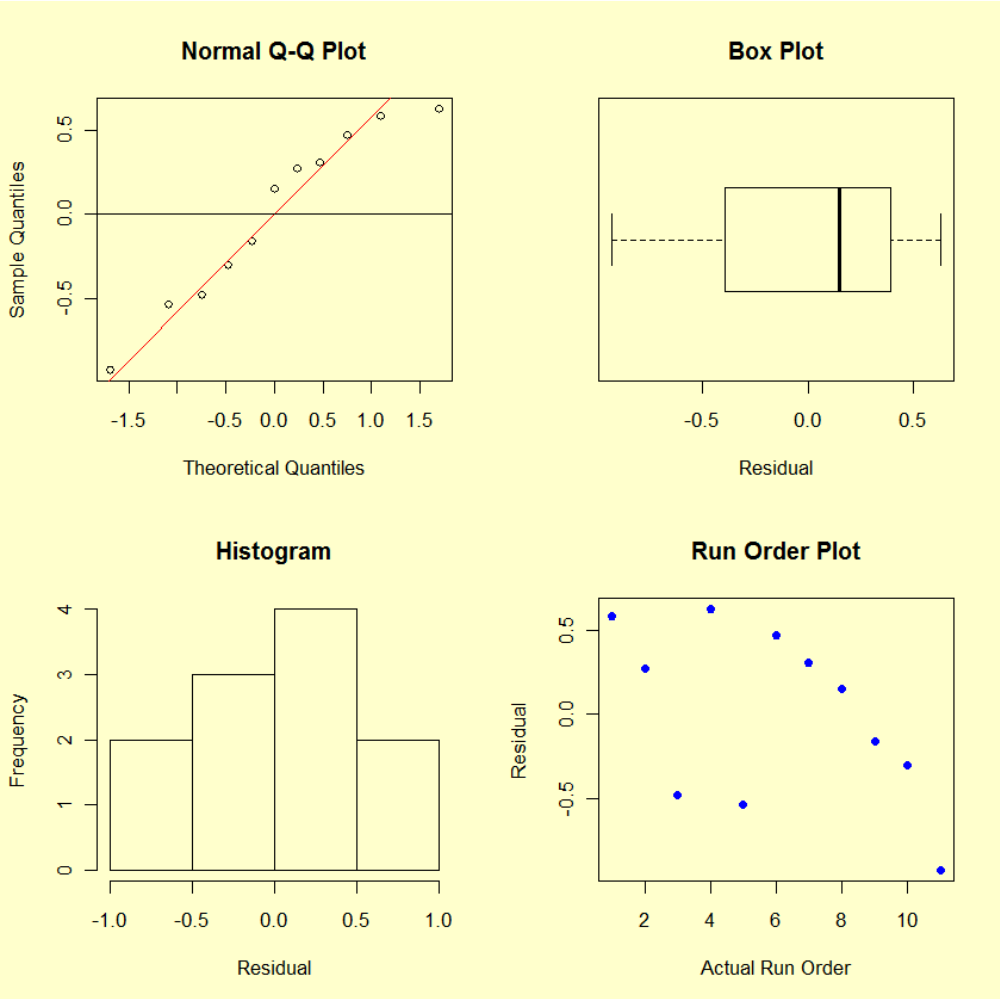 Normal Q-Q Plot
Sample Quantiles
0.5
0.0
-0.5
-1.5 -0.5 0.0 0.5 1.0 1.5
Theoretical Quantiles
Box Plot
-0.5 0.0 0.5
Residual
Histogram
Frequency
4
3
2
1
0
-1.0 -0.5 0.0 0.5 1.0
Residual
Run Order Plot
Residual
0.5
0.0
-0.5
2 4 6 8 10
Actual Run Order